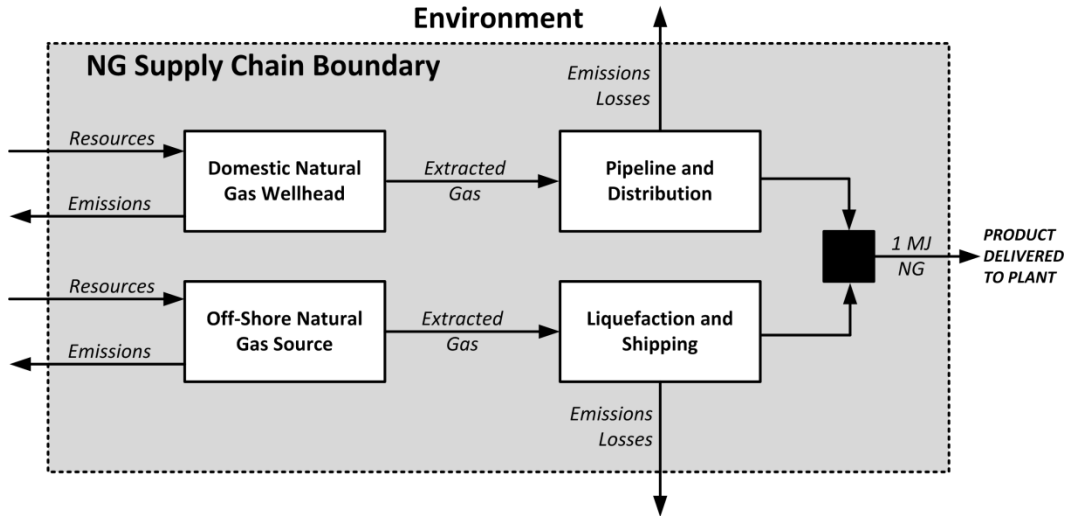 Environment
NG Supply Chain Boundary
Emissions
Losses
Resources
Domestic Natural
Gas Wellhead
Emissions
Extracted
Gas
Pipeline and
Distribution
1 MJ
NG
PRODUCT
DELIVERED
TO PLANT
Resources
Off-Shore Natural
Gas Source
Emissions
Extracted
Gas
Liquefaction and
Shipping
Emissions
Losses